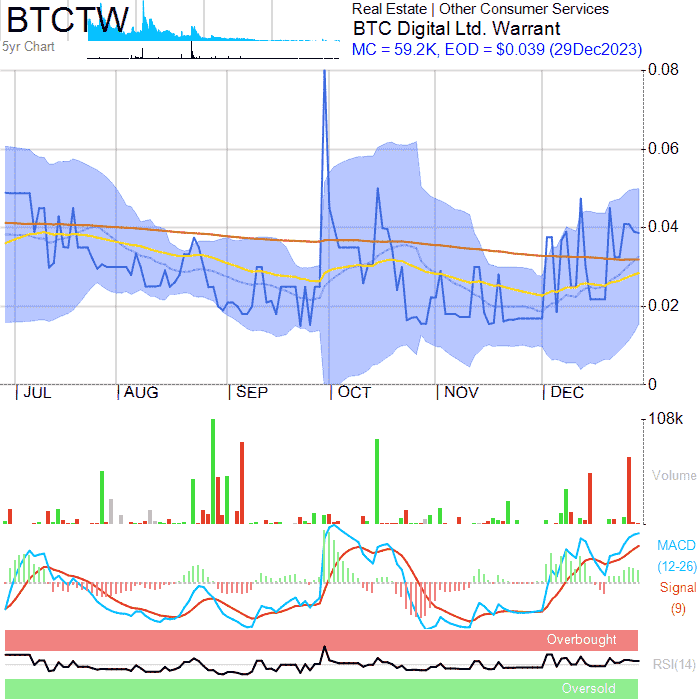 BTCTW
5yr Chart
Real Estate | Other Consumer Services
BTC Digital Ltd. Warrant
MC = 59.2K, EOD = $0.039 (29Dec2023)
0.08
0.06
0.04
0.02
0
JUL
AUG
SEP
OCT
NOV
DEC
108k
Volume
MACD
(12-26)
Signal
(9)
Overbought
RSI(14)
Oversold